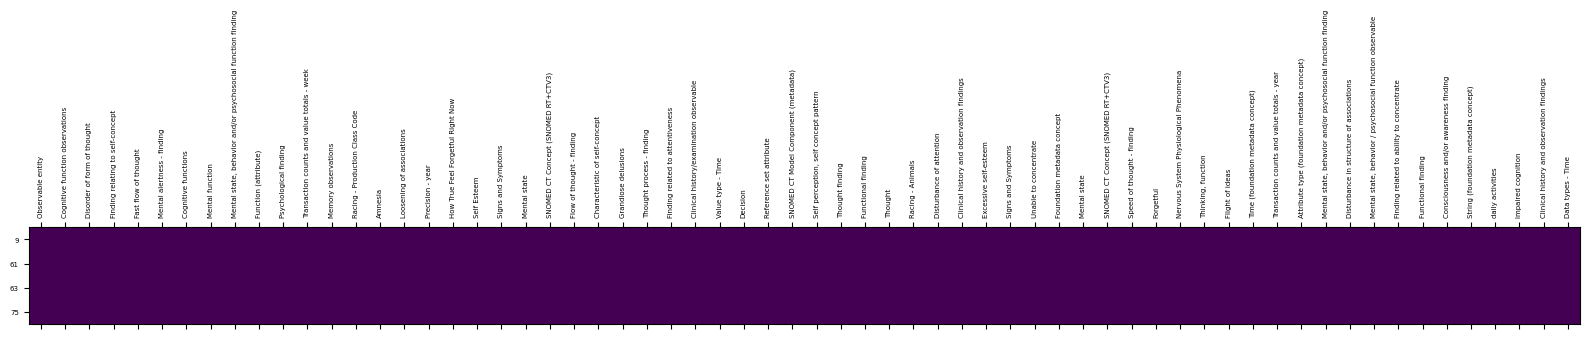 Observable entity
Cognitive function observations
Disorder of form of thought
Finding relating to self-concept
Fast flow of thought
Mental alertness - finding
Cognitive functions
Mental function
Mental state, behavior and/or psychosocial function finding
Function (attribute)
Psychological finding
Transaction counts and value totals - week
Memory observations
Racing - Production Class Code
Amnesia
Loosening of associations
Precision - year
How True Feel Forgetful Right Now
Self Esteem
Signs and Symptoms
Mental state
SNOMED CT Concept (SNOMED RT+CTV3)
Flow of thought - finding
Characteristic of self-concept
Grandiose delusions
Thought process - finding
Finding related to attentiveness
Clinical history/examination observable
Value type - Time
Decision
Reference set attribute
SNOMED CT Model Component (metadata)
Self perception, self concept pattern
Thought finding
Functional finding
Thought
Racing - Animals
Disturbance of attention
Clinical history and observation findings
Excessive self-esteem
Signs and Symptoms
Unable to concentrate
Foundation metadata concept
Mental state
SNOMED CT Concept (SNOMED RT+CTV3)
Speed of thought - finding
Forgetful
Nervous System Physiological Phenomena
Thinking, function
Flight of ideas
Time (foundation metadata concept)
Transaction counts and value totals - year
Attribute type (foundation metadata concept)
Mental state, behavior and/or psychosocial function finding
Disturbance in structure of associations
Mental state, behavior / psychosocial function observable
Finding related to ability to concentrate
Functional finding
Consciousness and/or awareness finding
String (foundation metadata concept)
daily activities
Impaired cognition
Clinical history and observation findings
Data types - Time
9
61
63
75